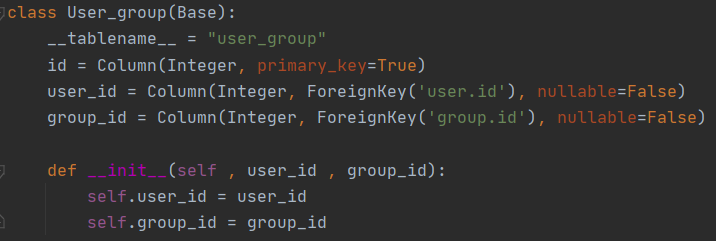 class User_group(Base):
    __tablename__ = "user_group"
    id = Column(Integer, primary_key=True)
    user_id = Column(Integer, ForeignKey('user.id'), nullable=False)
    group_id = Column(Integer, ForeignKey('group.id'), nullable=False)
    def __init__(self , user_id , group_id):
        self.user_id = user_id
        self.group_id = group_id